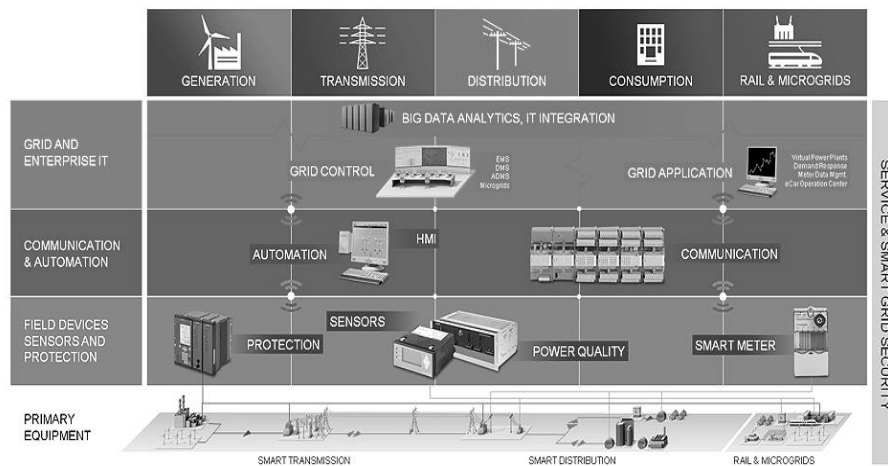 GENERATION
TRANSMISSION
DISTRIBUTION
CONSUMPTION
RAIL & MICROGRIDS
GRID AND
ENTERPRISE IT
BIG DATA ANALYTICS, IT INTEGRATION
GRID CONTROL
EMS
DMS
ADMS
Microgrids
GRID APPLICATION
Virtual Power Plants
Demand Response
Meter Data Mgmt.
eCar Operation Center
COMMUNICATION
& AUTOMATION
AUTOMATION
HMI
COMMUNICATION
FIELD DEVICES
SENSORS AND
PROTECTION
PROTECTION
SENSORS
POWER QUALITY
SMART METER
PRIMARY
EQUIPMENT
SMART TRANSMISSION
SMART DISTRIBUTION
RAIL & MICROGRIDS
SERVICE & SMART GRID SECURITY